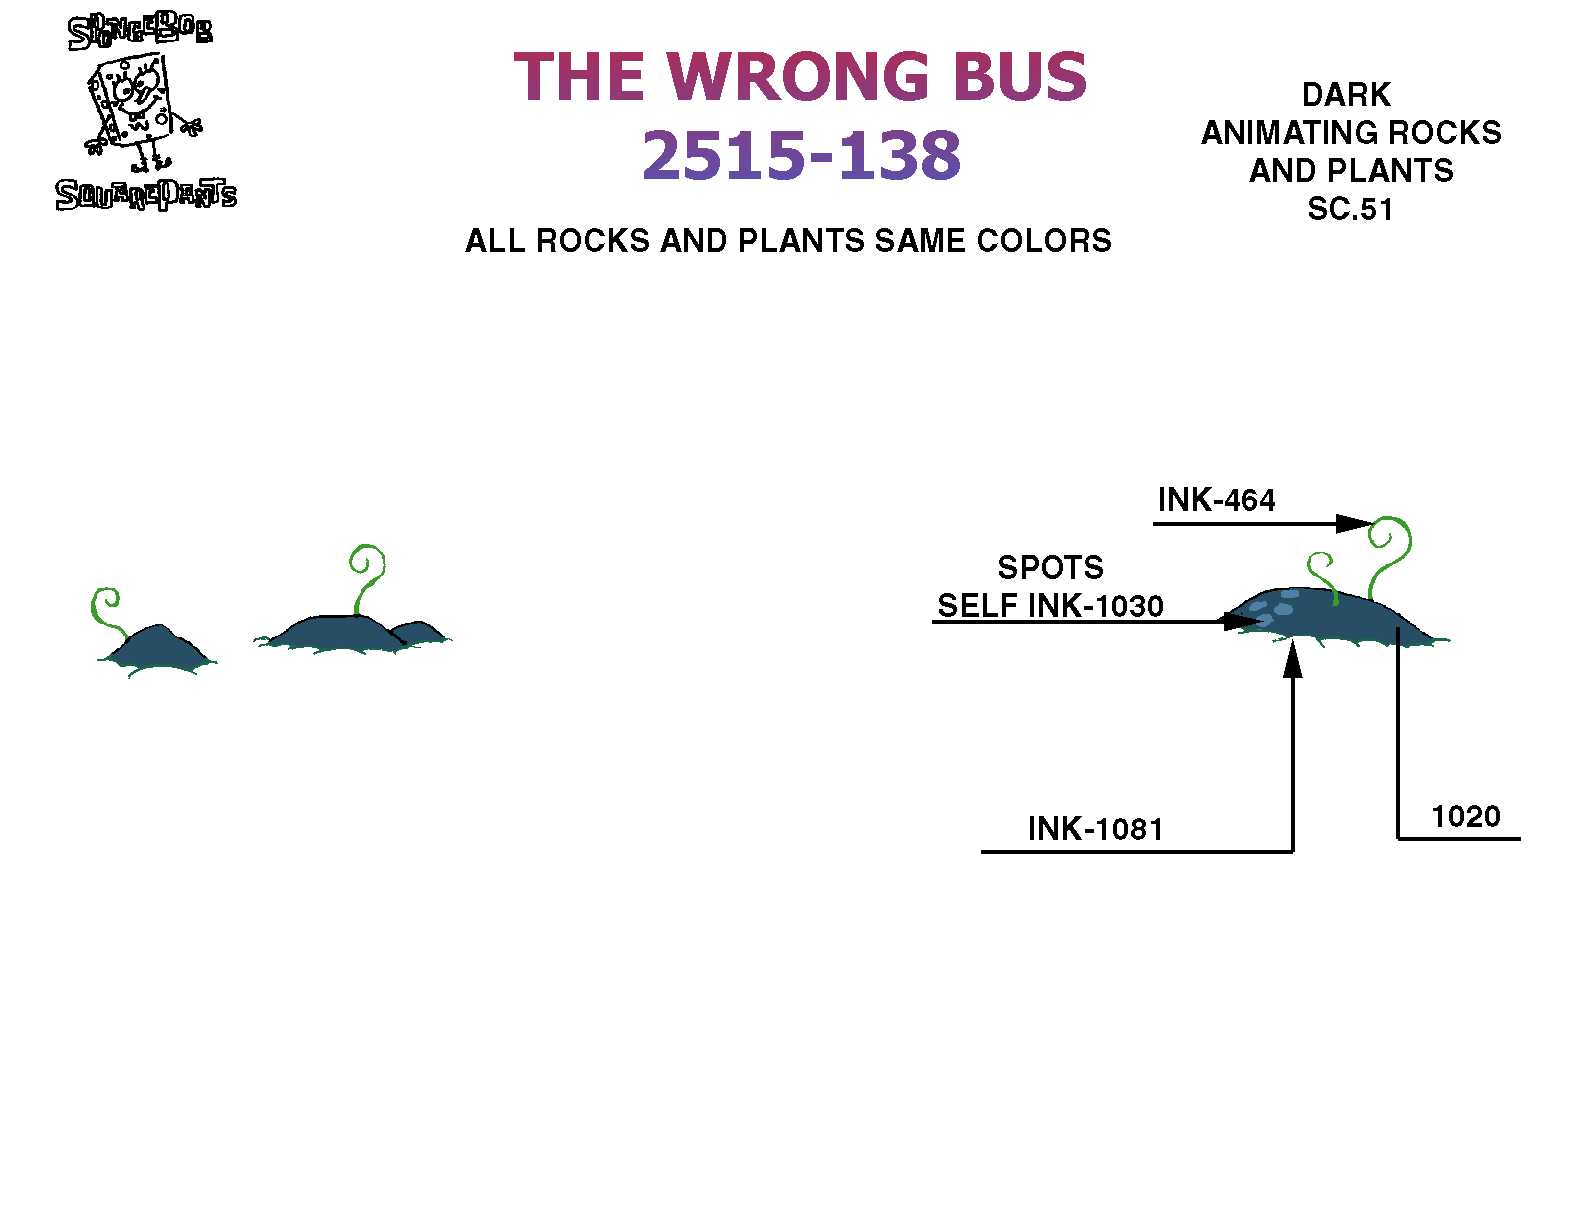 SPONGEBOB
SQUAREPANTS
THE WRONG BUS
2515-138
ALL ROCKS AND PLANTS SAME COLORS
DARK
ANIMATING ROCKS
AND PLANTS
SC.51
INK-464
SPOTS
SELF INK-1030
INK-1081
1020